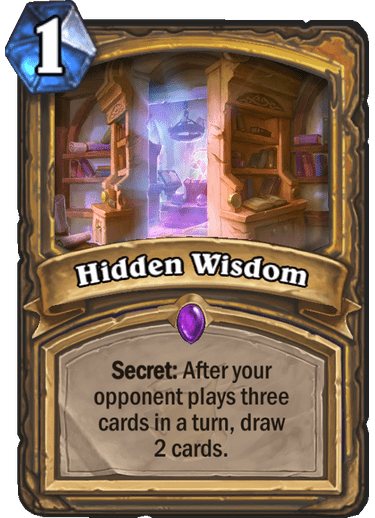 1
Hidden Wisdom
Secret: After your
opponent plays three
cards in a turn, draw
2 cards.